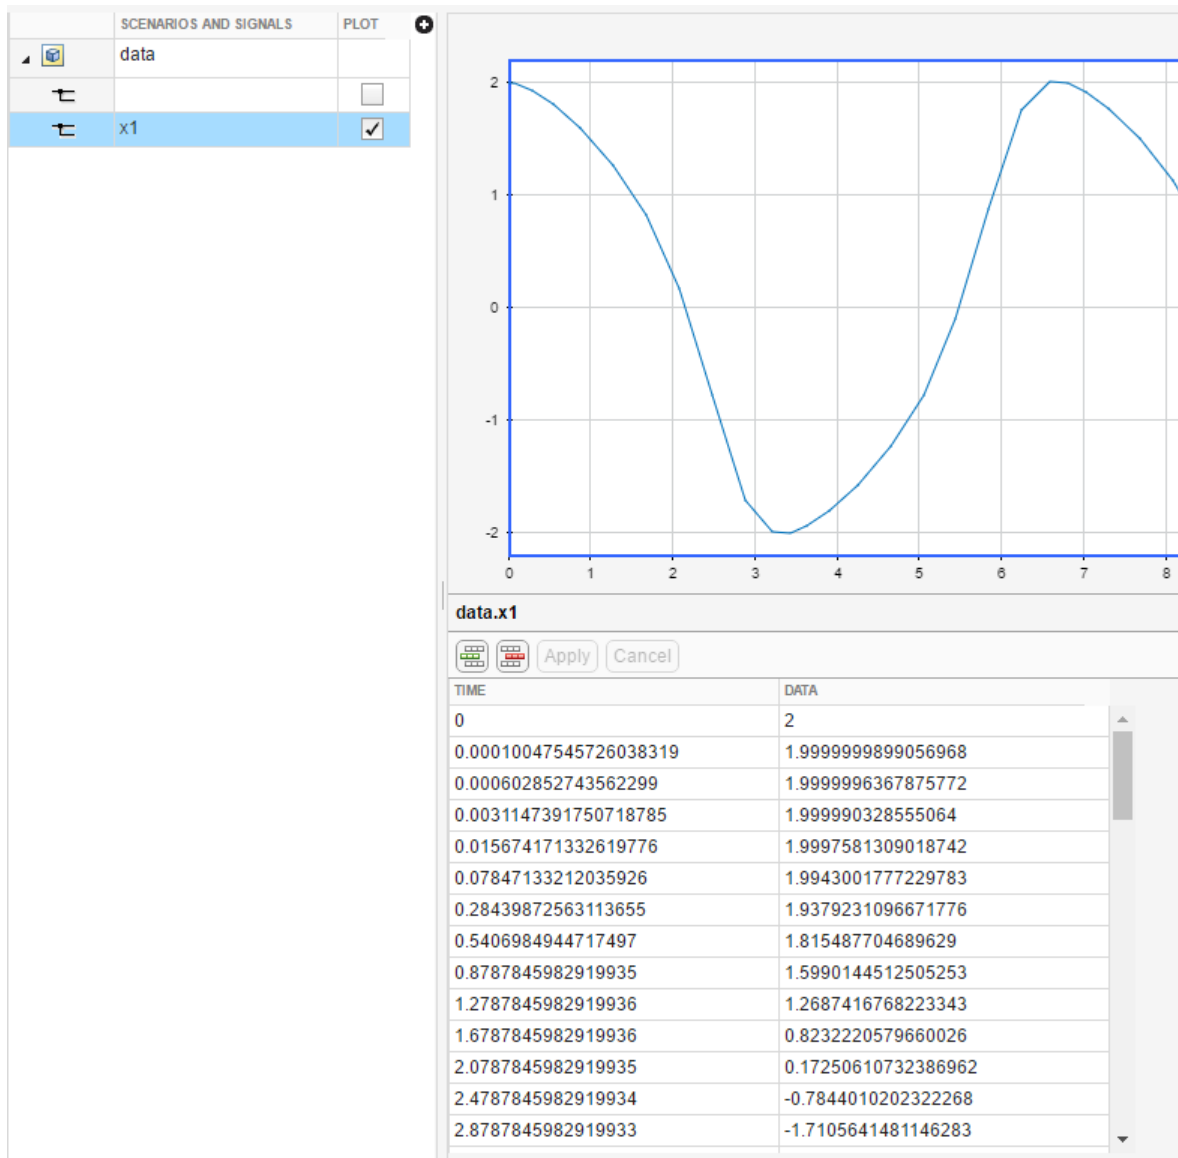 SCENARIOS AND SIGNALS PLOT
data
x1
2
1
0
-1
-2
0 1 2 3 4 5 6 7 8
data.x1
Apply Cancel
TIME DATA
0 2
0.00010047545726038319 1.9999999899056968
0.000602852743562299 1.9999996367875772
0.0031147391750718785 1.999990328555064
0.015674171332619776 1.9997581309018742
0.07847133212035926 1.99430017772297​83
0.28439872563113655 1.9379231096671776
0.5406984944717497 1.815487704689629
0.8787845982919935 1.5990144512505253
1.2787845982919936 1.2687416768223343
1.6787845982919936 0.8232220579660026
2.0787845982919935 0.17250610732386962
2.4787845982919934 -0.7844010202322268
2.8787845982919933 -1.7105641481146283